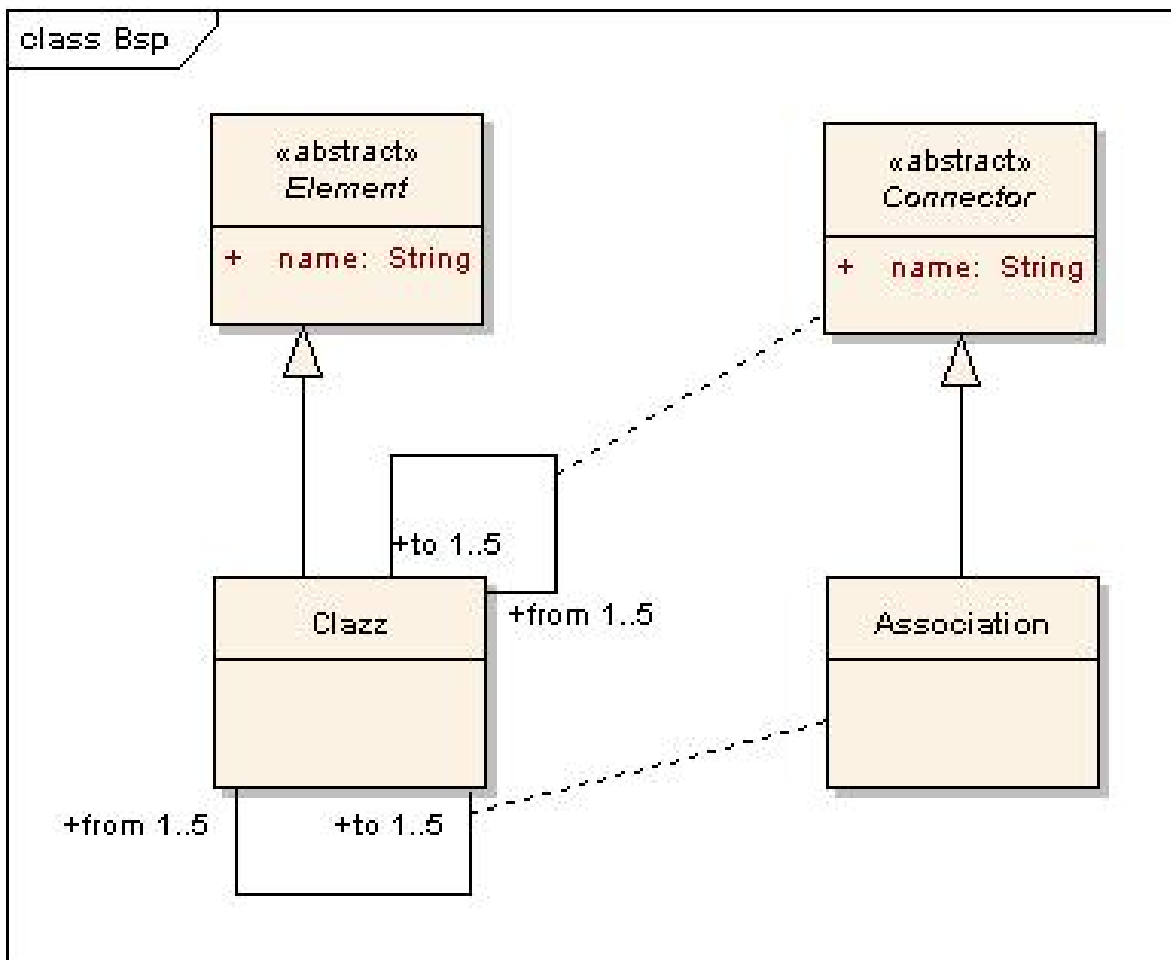 class Bsp
«abstract»
Element
+ name: String
«abstract»
Connector
+ name: String
+to 1..5
+from 1..5
Clazz
Association
+from 1..5
+to 1..5